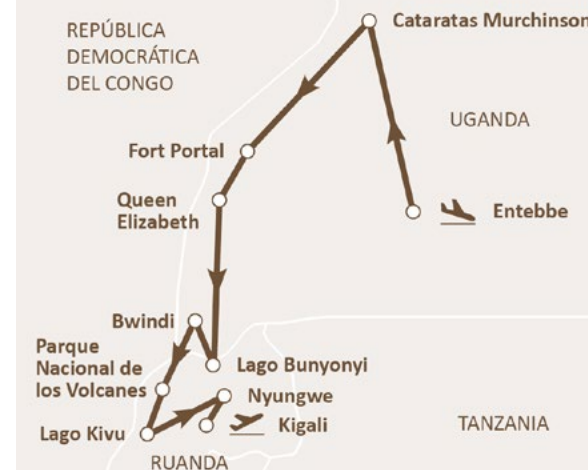 Cataratas Murchinson
REPÚBLICA
DEMOCRÁTICA
DEL CONGO
UGANDA
Fort Portal
Queen
Elizabeth
Entebbe
Bwindi
Parque
Nacional de
los Volcanes
Lago Bunyonyi
Nyungwe
Kigali
TANZANIA
Lago Kivu
RUANDA